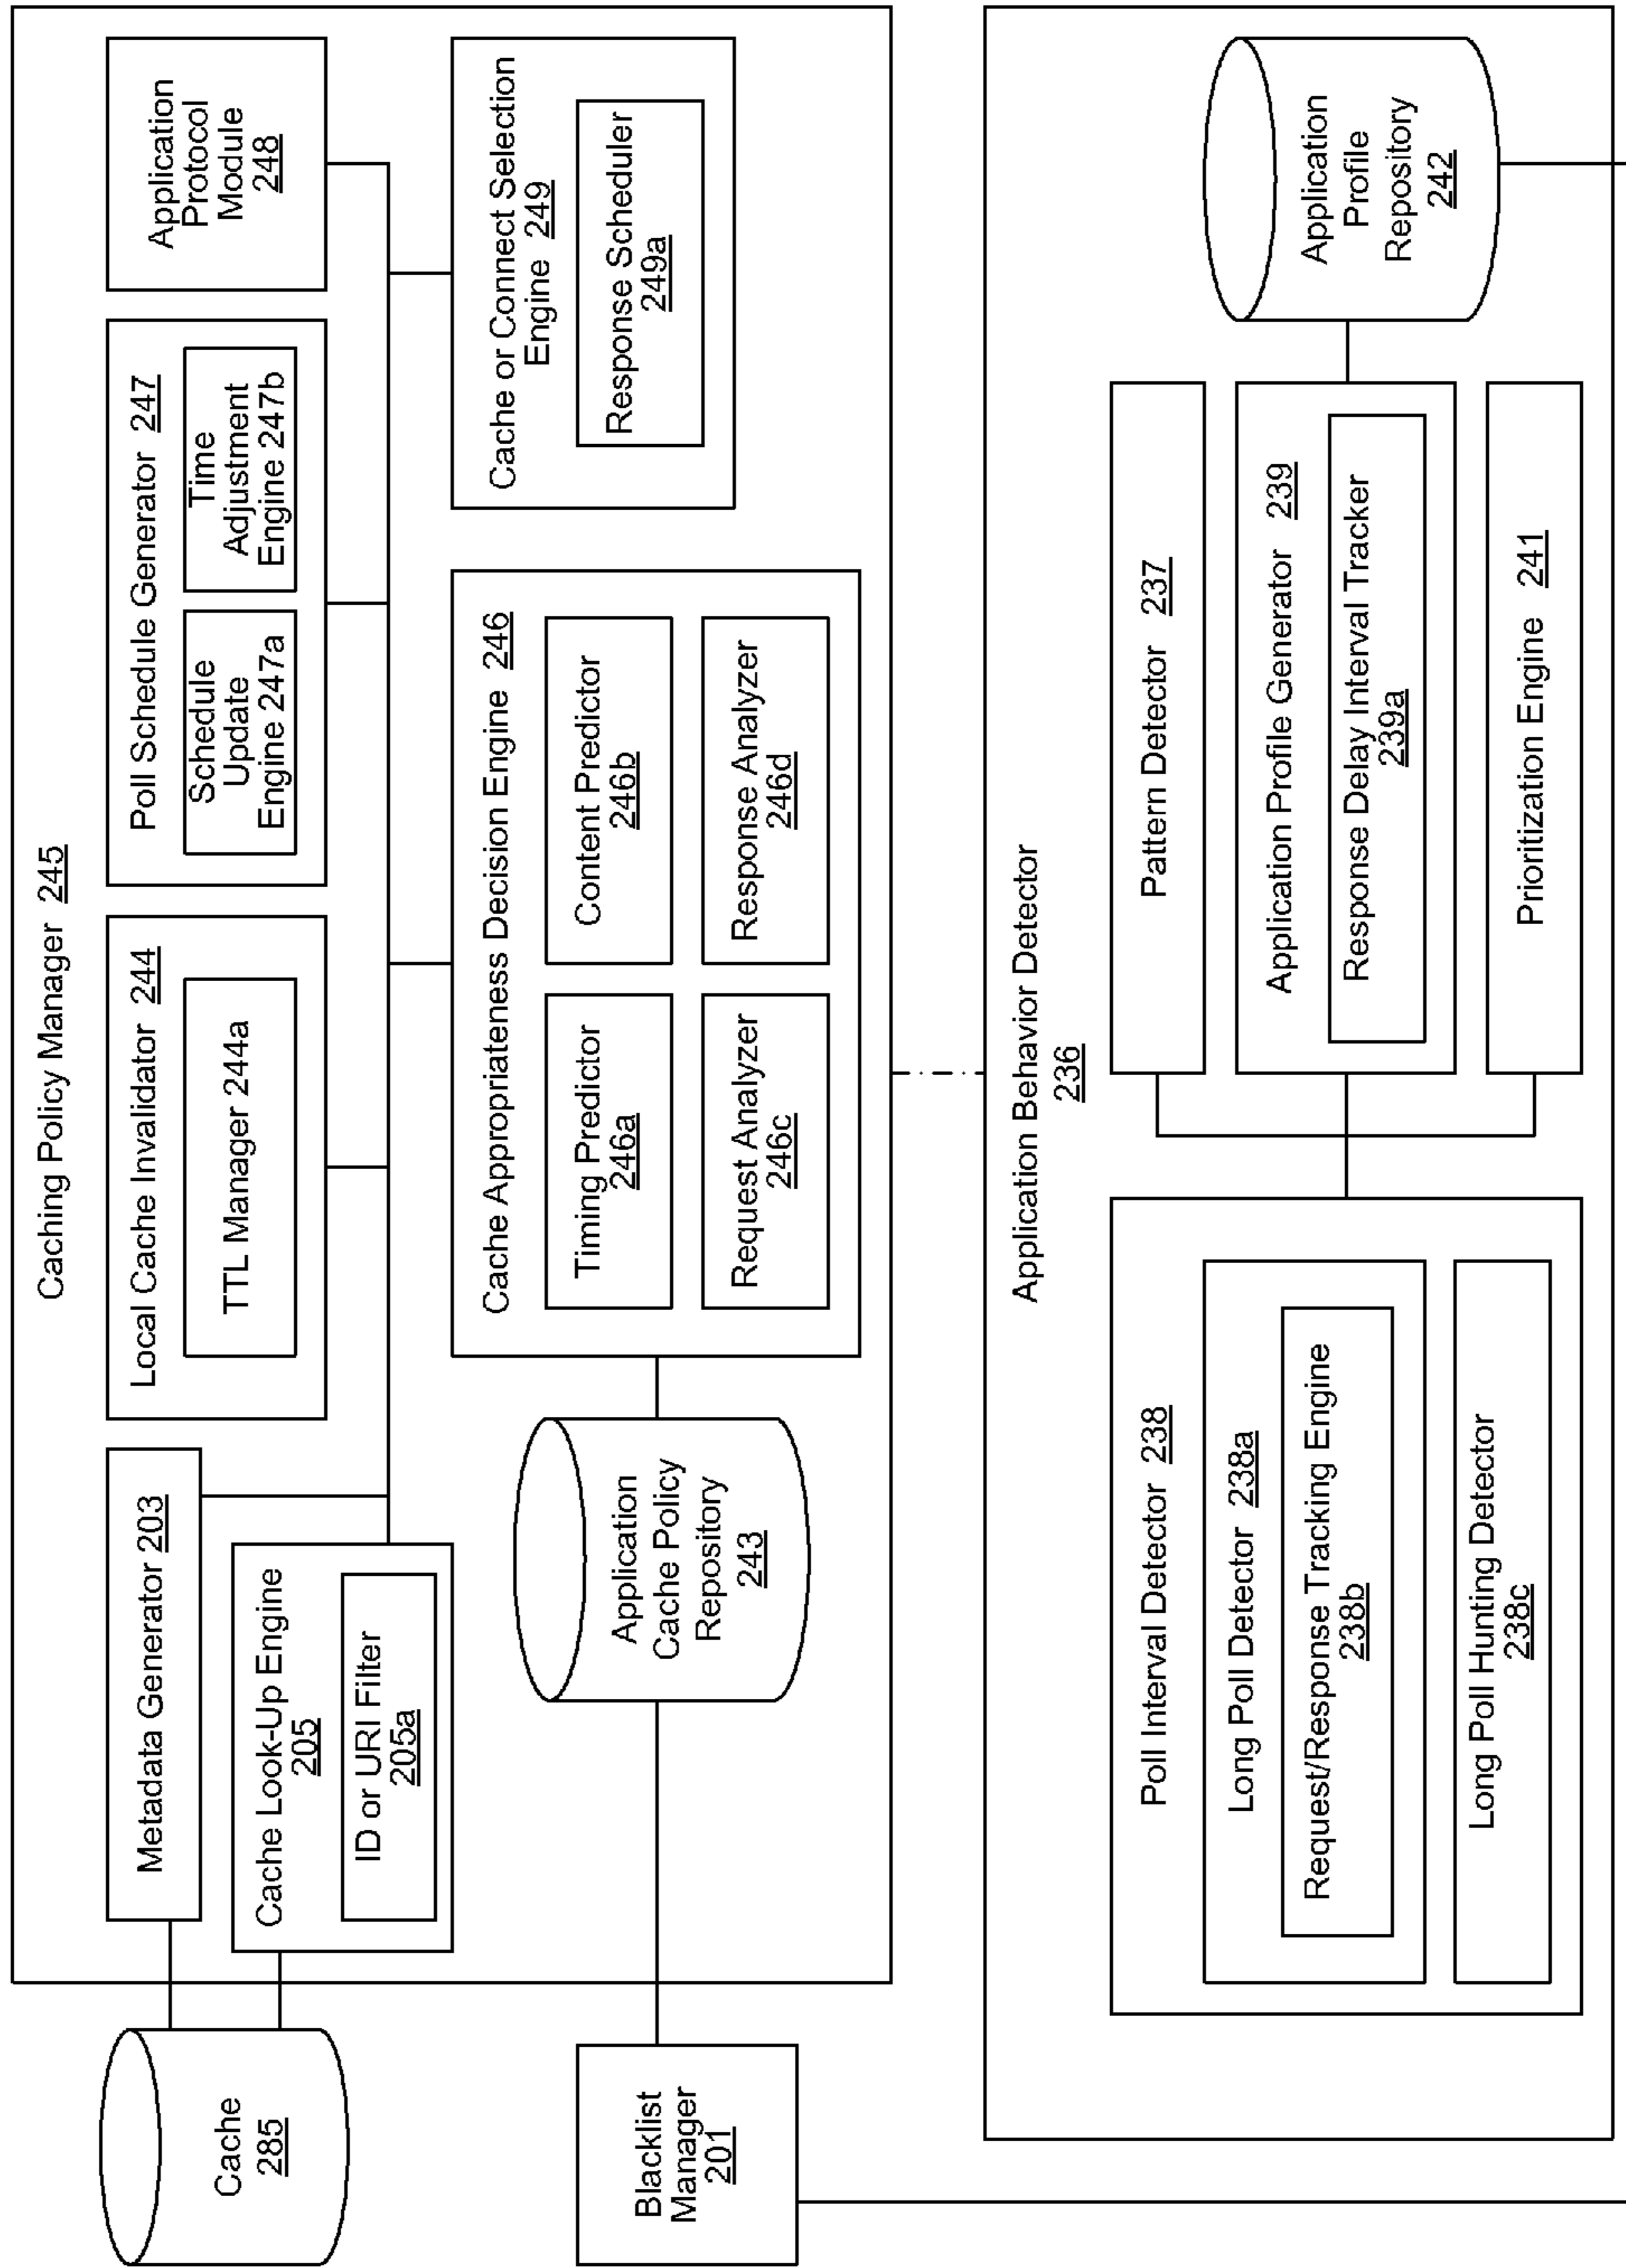 Caching Policy Manager 245
Cache
285
Metadata Generator 203
Cache Look-Up Engine
205
ID or URI Filter
205a
Local Cache Invalidator 244
TTL Manager 244a
Poll Schedule Generator 247
Schedule
Update
Engine 247a
Time
Adjustment
Engine 247b
Application
Protocol
Module
248
Blacklist
Manager
201
Application
Cache Policy
Repository
243
Cache Appropriateness Decision Engine 246
Timing Predictor
246a
Content Predictor
246b
Request Analyzer
246c
Response Analyzer
246d
Cache or Connect Selection
Engine 249
Response Scheduler
249a
Application Behavior Detector
236
Poll Interval Detector 238
Long Poll Detector 238a
Request/Response Tracking Engine
238b
Long Poll Hunting Detector
238c
Pattern Detector 237
Application Profile Generator 239
Response Delay Interval Tracker
239a
Prioritization Engine 241
Application
Profile
Repository
242